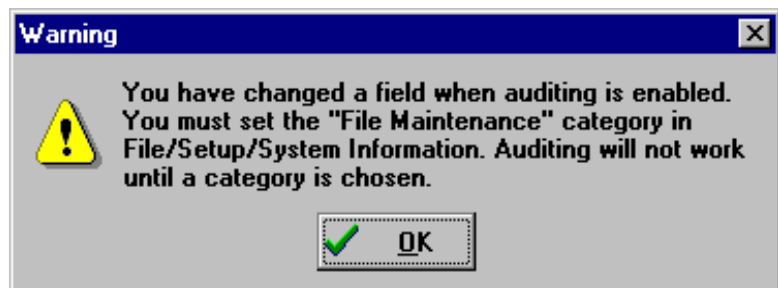 Warning
You have changed a field when auditing is enabled.
You must set the "File Maintenance" category in
File/Setup/System Information. Auditing will not work
until a category is chosen.
OK